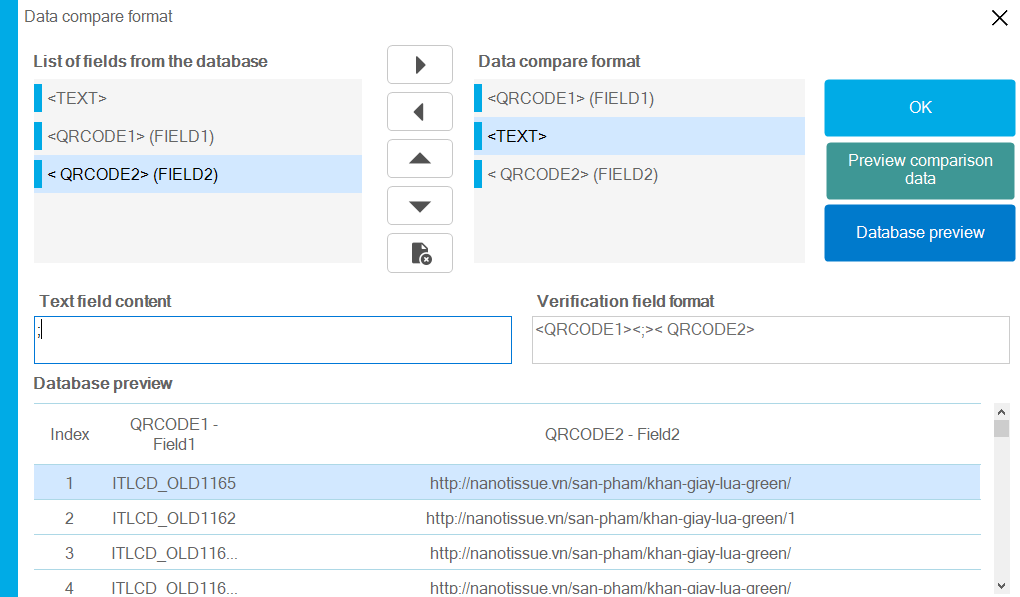 Data compare format
List of fields from the database
Data compare format
<TEXT>
<QRCODE1> (FIELD1)
< QRCODE2> (FIELD2)
<QRCODE1> (FIELD1)
<TEXT>
< QRCODE2> (FIELD2)
OK
Preview comparison
data
Database preview
Text field content
;
Verification field format
<QRCODE1><;>< QRCODE2>
Database preview
Index
QRCODE1 -
Field1
QRCODE2 - Field2
1 ITLCD_OLD1165 http://nanotissue.vn/san-pham/khan-giay-lua-green/
2 ITLCD_OLD1162 http://nanotissue.vn/san-pham/khan-giay-lua-green/1
3 ITLCD_OLD116... http://nanotissue.vn/san-pham/khan-giay-lua-green/
4 ITLCD_OLD116... http://nanotissue.vn/san-pham/khan-giay-lua-green/